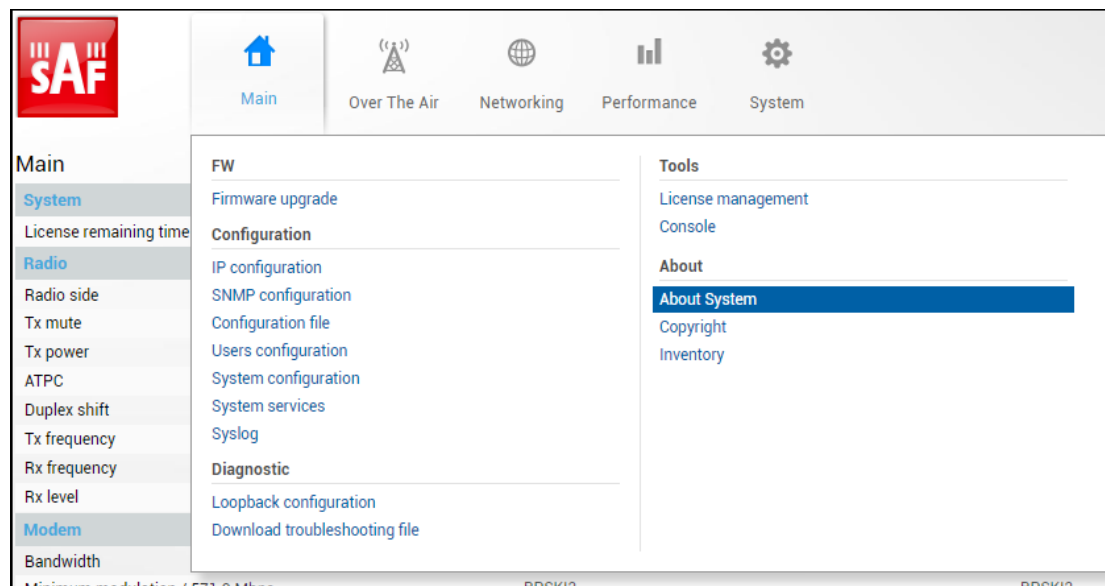 SAF
Main
Over The Air
Networking
Performance
System
Main
System
License remaining time
Radio
Radio side
Tx mute
Tx power
ATPC
Duplex shift
Tx frequency
Rx frequency
Rx level
Modem
Bandwidth
FW
Firmware upgrade
Configuration
IP configuration
SNMP configuration
Configuration file
Users configuration
System configuration
System services
Syslog
Diagnostic
Loopback configuration
Download troubleshooting file
Tools
License management
Console
About
About System
Copyright
Inventory